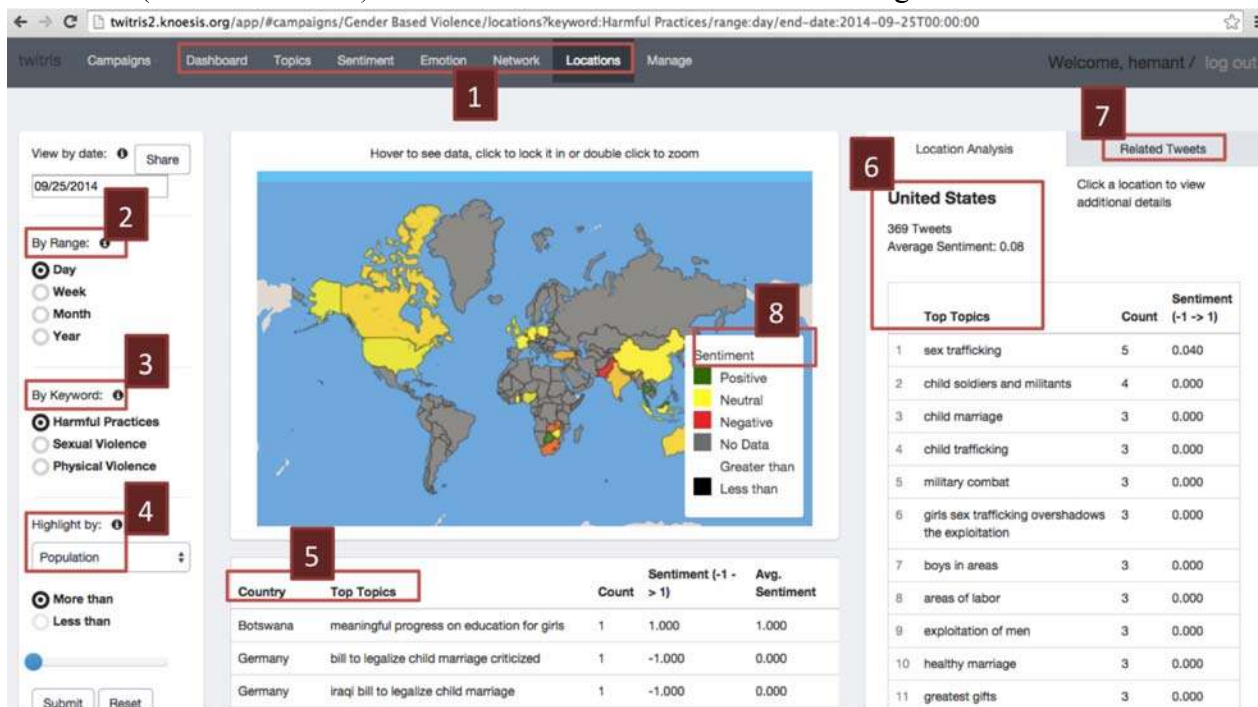 twitris2.knoesis.org/app/#campaigns/Gender Based Violence/locations?keyword:Harmful Practices/range:day/end-date:2014-09-25T00:00:00
twitris Campaigns Dashboard Topics Sentiment Emotion Network Locations Manage Welcome, hemant / log out
1
7
View by date: Share
09/25/2014
2
By Range:
Day
Week
Month
Year
3
By Keyword:
Harmful Practices
Sexual Violence
Physical Violence
Highlight by: 4
Population
More than
Less than
Submit Reset
Hover to see data, click to lock it in or double click to zoom
8
Sentiment
Positive
Neutral
Negative
No Data
Greater than
Less than
5
Country Top Topics Count Sentiment (-1 -> 1) Avg. Sentiment
Botswana meaningful progress on education for girls 1 1.000 1.000
Germany bill to legalize child marriage criticized 1 -1.000 0.000
Germany iraqi bill to legalize child marriage 1 -1.000 0.000
6
Location Analysis Related Tweets
United States
369 Tweets
Average Sentiment: 0.08
Click a location to view
additional details
Top Topics Count Sentiment (-1 -> 1)
1 sex trafficking 5 0.040
2 child soldiers and militants 4 0.000
3 child marriage 3 0.000
4 child trafficking 3 0.000
5 military combat 3 0.000
6 girls sex trafficking overshadows 3 0.000
the exploitation
7 boys in areas 3 0.000
8 areas of labor 3 0.000
9 exploitation of men 3 0.000
10 healthy marriage 3 0.000
11 greatest gifts 3 0.000